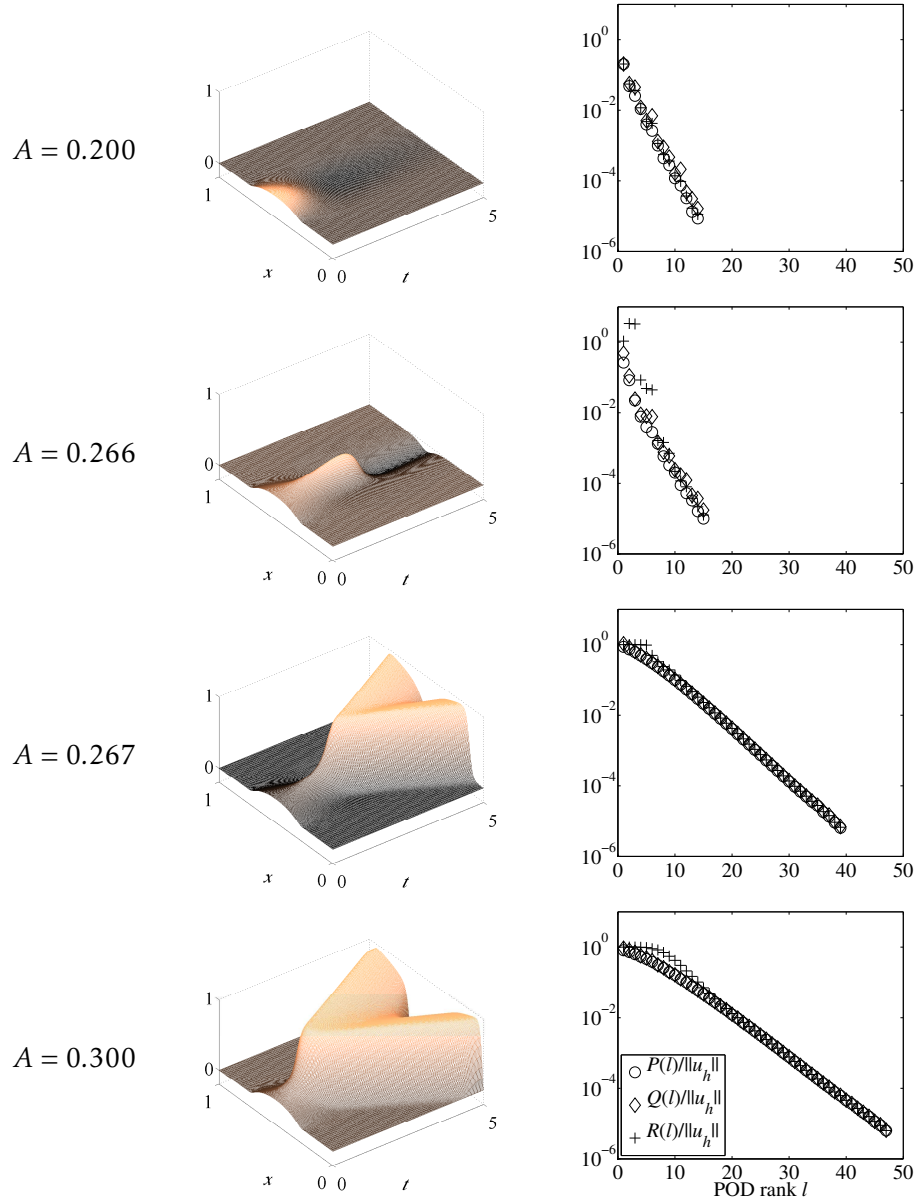 A = 0.200
1
0
1
x
0 0
t
5
10^0
10^-2
10^-4
10^-6
0 10 20 30 40 50
A = 0.266
1
0
1
x
0 0
t
5
10^0
10^-2
10^-4
10^-6
0 10 20 30 40 50
A = 0.267
1
0
1
x
0 0
t
5
10^0
10^-2
10^-4
10^-6
0 10 20 30 40 50
A = 0.300
1
0
1
x
0 0
t
5
10^0
10^-2
10^-4
10^-6
P(l)/||u_h||
Q(l)/||u_h||
R(l)/||u_h||
0 10 20 30 40 50
POD rank l